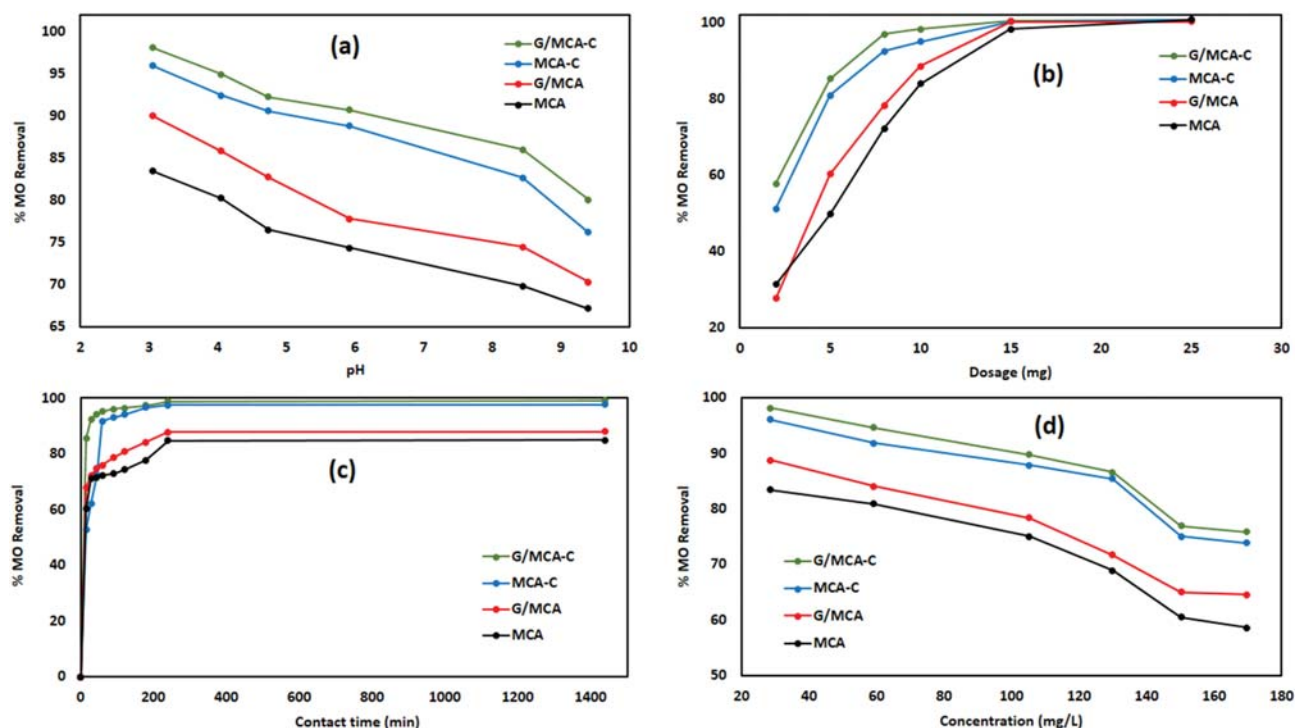 (a)
G/MCA-C
MCA-C
G/MCA
MCA
% MO Removal
100
95
90
85
80
75
70
65
2 3 4 5 6 7 8 9 10
pH
(b)
G/MCA-C
MCA-C
G/MCA
MCA
% MO Removal
100
80
60
40
20
0 5 10 15 20 25 30
Dosage (mg)
(c)
G/MCA-C
MCA-C
G/MCA
MCA
% MO Removal
100
80
60
40
20
0
0 200 400 600 800 1000 1200 1400
Contact time (min)
(d)
G/MCA-C
MCA-C
G/MCA
MCA
% MO Removal
100
90
80
70
60
50
20 40 60 80 100 120 140 160 180
Concentration (mg/L)